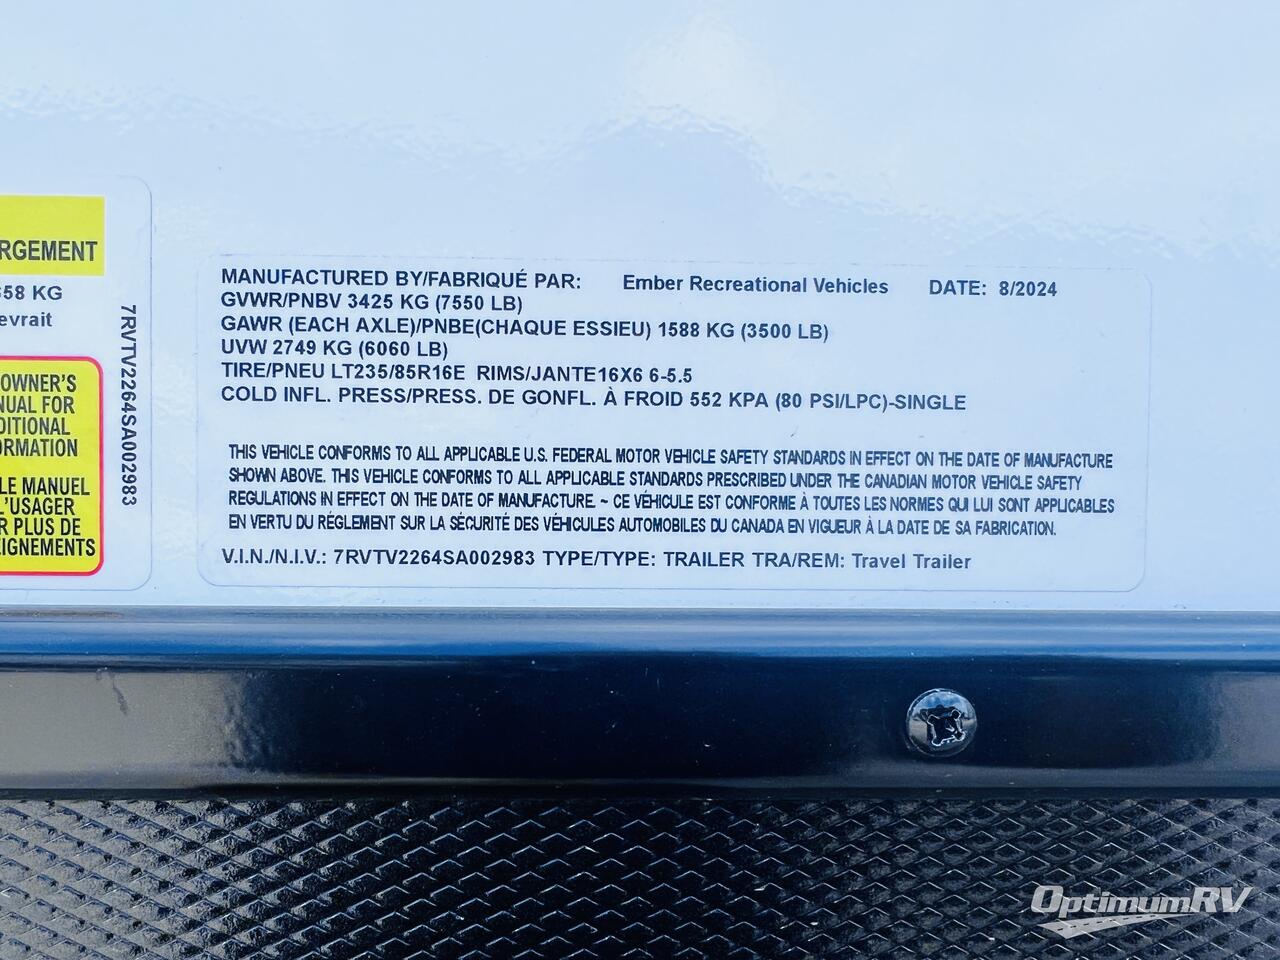 RGEMENT
58 KG
evrait
OWNER'S
NUAL FOR
DITIONAL
ORMATION
LE MANUEL
L'USAGER
R PLUS DE
EIGNEMENTS
7RVTV2264SA002983
MANUFACTURED BY/FABRIQUÉ PAR: Ember Recreational Vehicles DATE: 8/2024
GVWR/PNBV 3425 KG (7550 LB)
GAWR (EACH AXLE)/PNBE(CHAQUE ESSIEU) 1588 KG (3500 LB)
UVW 2749 KG (6060 LB)
TIRE/PNEU LT235/85R16E RIMS/JANTE16X6 6-5.5
COLD INFL. PRESS/PRESS. DE GONFL. À FROID 552 KPA (80 PSI/LPC)-SINGLE
THIS VEHICLE CONFORMS TO ALL APPLICABLE U.S. FEDERAL MOTOR VEHICLE SAFETY STANDARDS IN EFFECT ON THE DATE OF MANUFACTURE
SHOWN ABOVE. THIS VEHICLE CONFORMS TO ALL APPLICABLE STANDARDS PRESCRIBED UNDER THE CANADIAN MOTOR VEHICLE SAFETY
REGULATIONS IN EFFECT ON THE DATE OF MANUFACTURE. ~ CE VÉHICULE EST CONFORME À TOUTES LES NORMES QUI LUI SONT APPLICABLES
EN VERTU DU RÉGLEMENT SUR LA SÉCURITÉ DES VÉHICULES AUTOMOBILES DU CANADA EN VIGUEUR À LA DATE DE SA FABRICATION.
V.I.N./N.I.V.: 7RVTV2264SA002983 TYPE/TYPE: TRAILER TRA/REM: Travel Trailer
OptimumRV